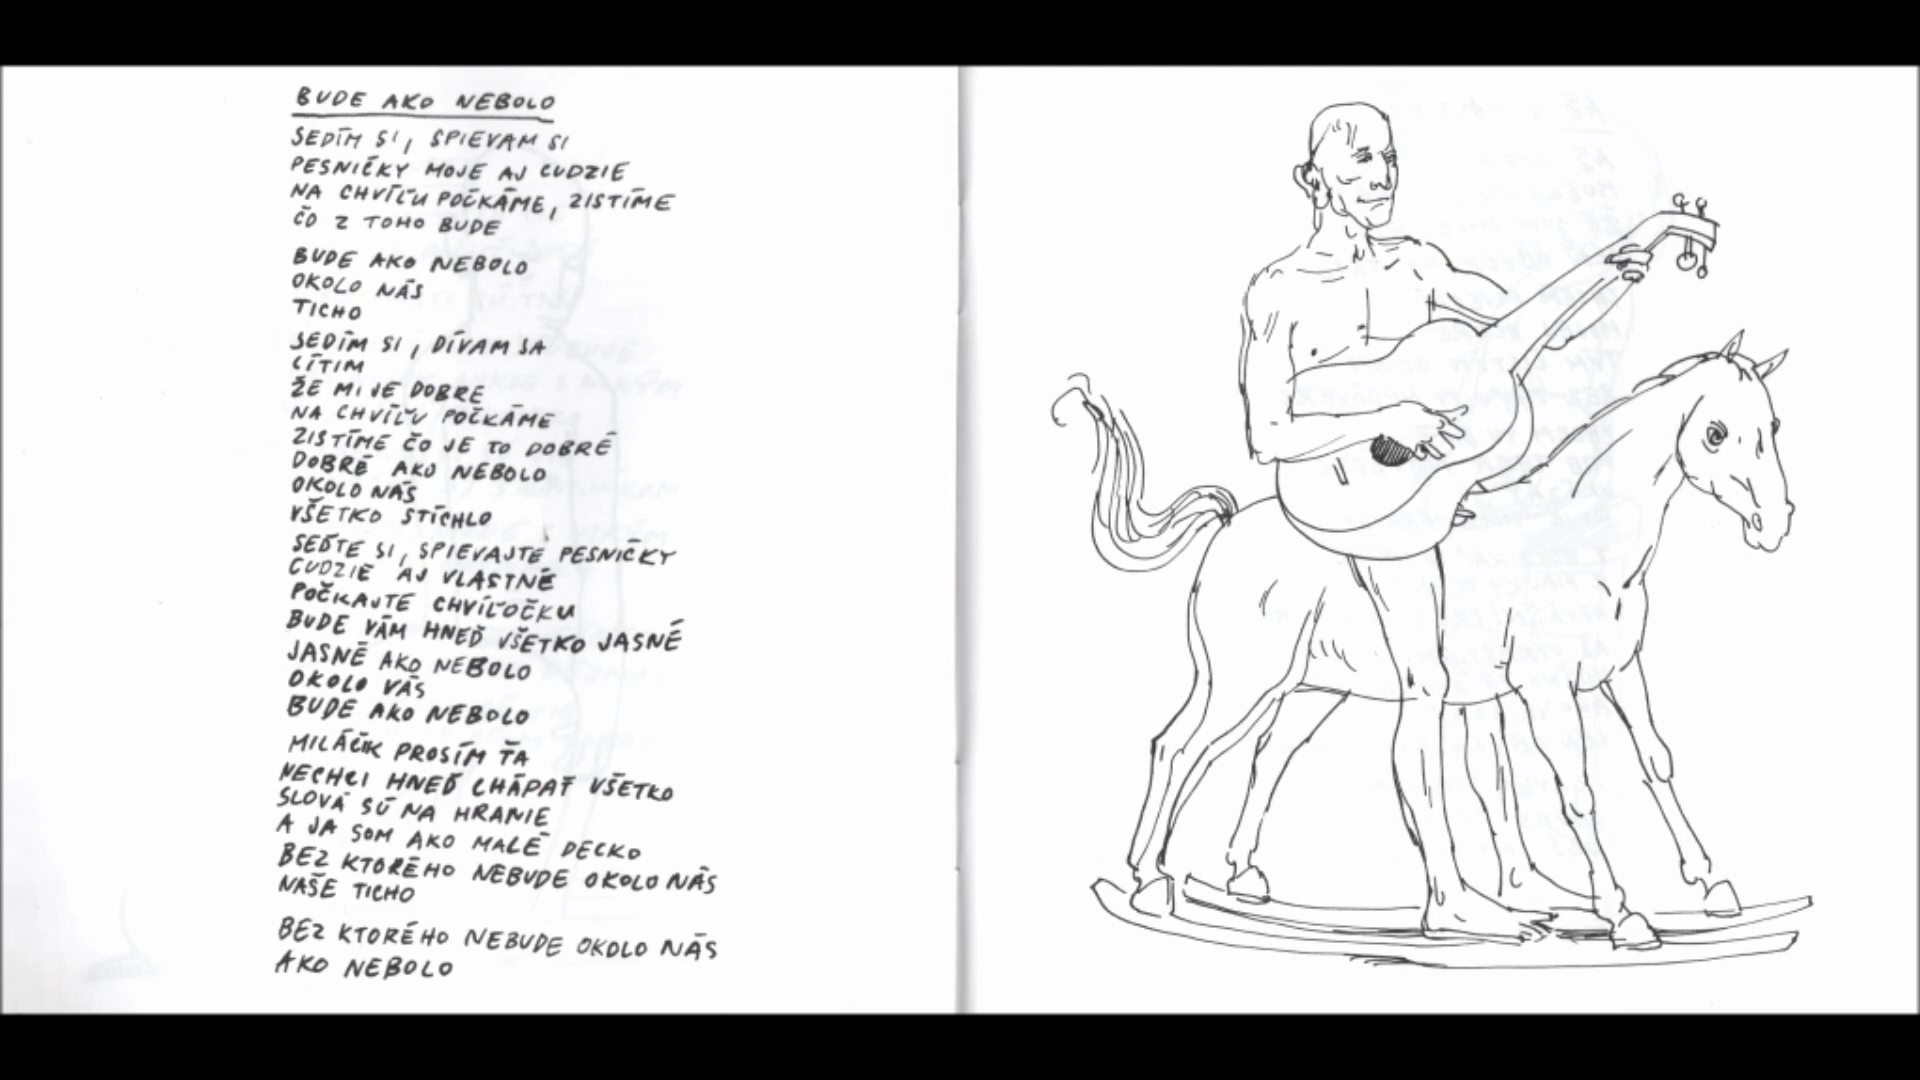 BUDE AKO NEBOLO
SEDÍM SI, SPIEVAM SI
PESNIČKY MOJE AJ CUDZIE
NA CHVÍĽU POČKÁME, ZISTÍME
ČO Z TOHO BUDE
BUDE AKO NEBOLO
OKOLO NÁS
TICHO
SEDÍM SI, DÍVAM SA
CÍTIM
ŽE MI JE DOBRE
NA CHVÍĽU POČKÁME
ZISTÍME ČO JE TO DOBRÉ
DOBRÉ AKO NEBOLO
OKOLO NÁS
VŠETKO STÍCHLO
SEĎTE SI, SPIEVAJTE PESNIČKY
CUDZIE AJ VLASTNÉ
POČKAJTE CHVÍĽOČKU
BUDE VÁM HNEĎ VŠETKO JASNÉ
JASNÉ AKO NEBOLO
OKOLO VÁS
BUDE AKO NEBOLO
MILÁČIK PROSÍM ŤA
NECHCI HNEĎ CHÁPAŤ VŠETKO
SLOVÁ SÚ NA HRANIE
A JA SOM AKO MALÉ DECKO
BEZ KTORÉHO NEBUDE OKOLO NÁS
NAŠE TICHO
BEZ KTORÉHO NEBUDE OKOLO NÁS
AKO NEBOLO